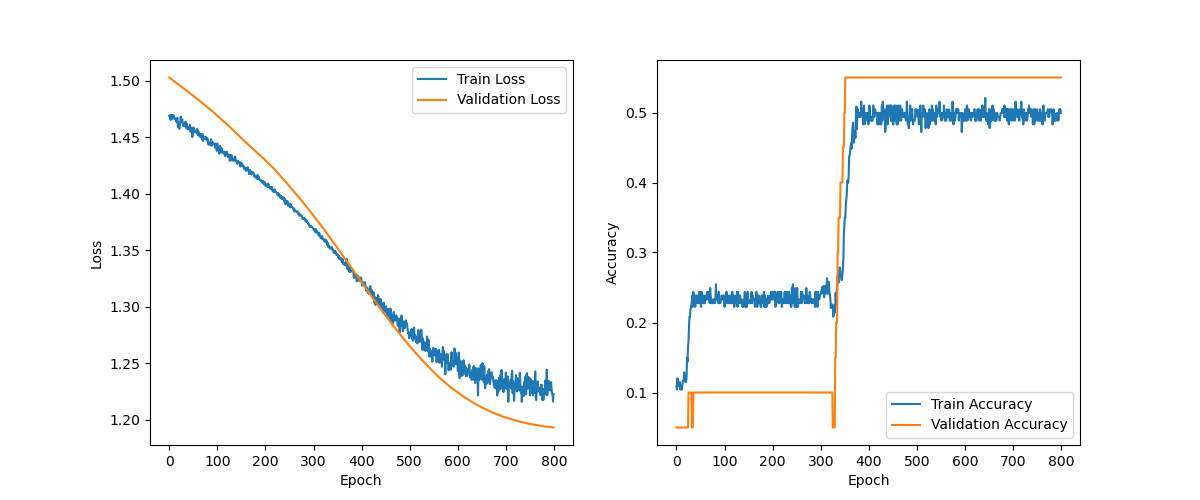 Train Loss
Validation Loss
1.50
1.45
1.40
1.35
1.30
1.25
1.20
Loss
0 100 200 300 400 500 600 700 800
Epoch
0.5
0.4
0.3
0.2
0.1
Accuracy
Train Accuracy
Validation Accuracy
0 100 200 300 400 500 600 700 800
Epoch